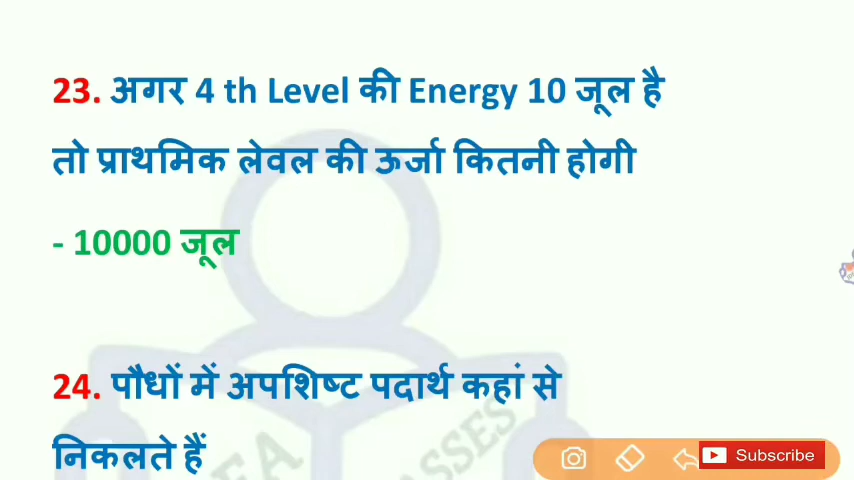 23. अगर 4 th Level की Energy 10 जूल है
तो प्राथमिक लेवल की ऊर्जा कितनी होगी
- 10000 जूल
24. पौधों में अपशिष्ट पदार्थ कहां से
निकलते हैं
Subscribe